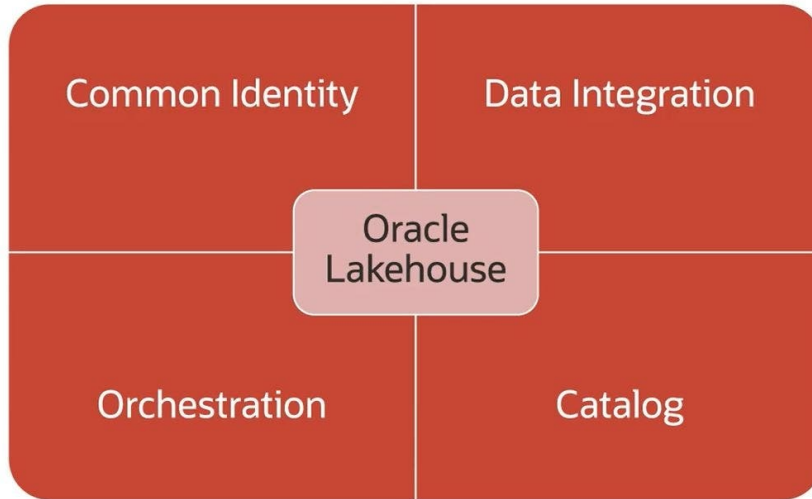 Common Identity
Data Integration
Oracle
Lakehouse
Orchestration
Catalog